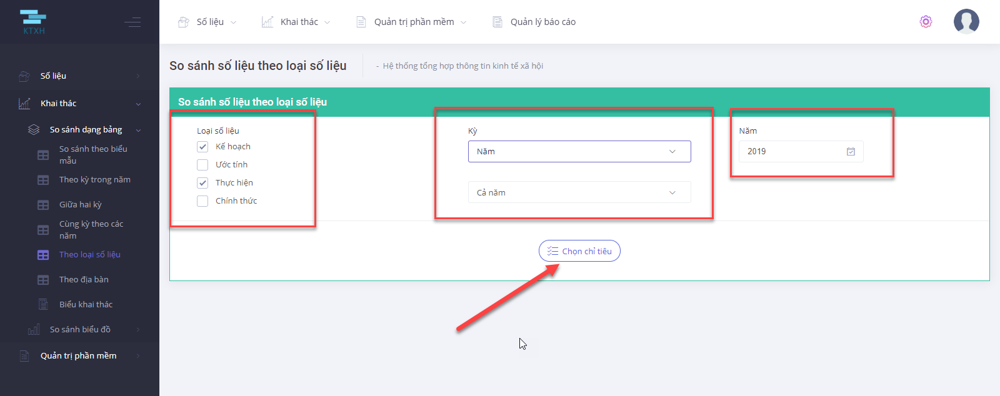 KTXH
Số liệu
Khai thác
Quản trị phần mềm
Quản lý báo cáo
Số liệu
Khai thác
So sánh dạng bảng
So sánh theo biểu
mẫu
Theo kỳ trong năm
Giữa hai kỳ
Cùng kỳ theo các
năm
Theo loại số liệu
Theo địa bàn
Biểu khai thác
So sánh biểu đồ
Quản trị phần mềm
So sánh số liệu theo loại số liệu
- Hệ thống tổng hợp thông tin kinh tế xã hội
So sánh số liệu theo loại số liệu
Loại số liệu
Kế hoạch
Ước tính
Thực hiện
Chính thức
Kỳ
Năm
Cả năm
Năm
2019
Chọn chỉ tiêu